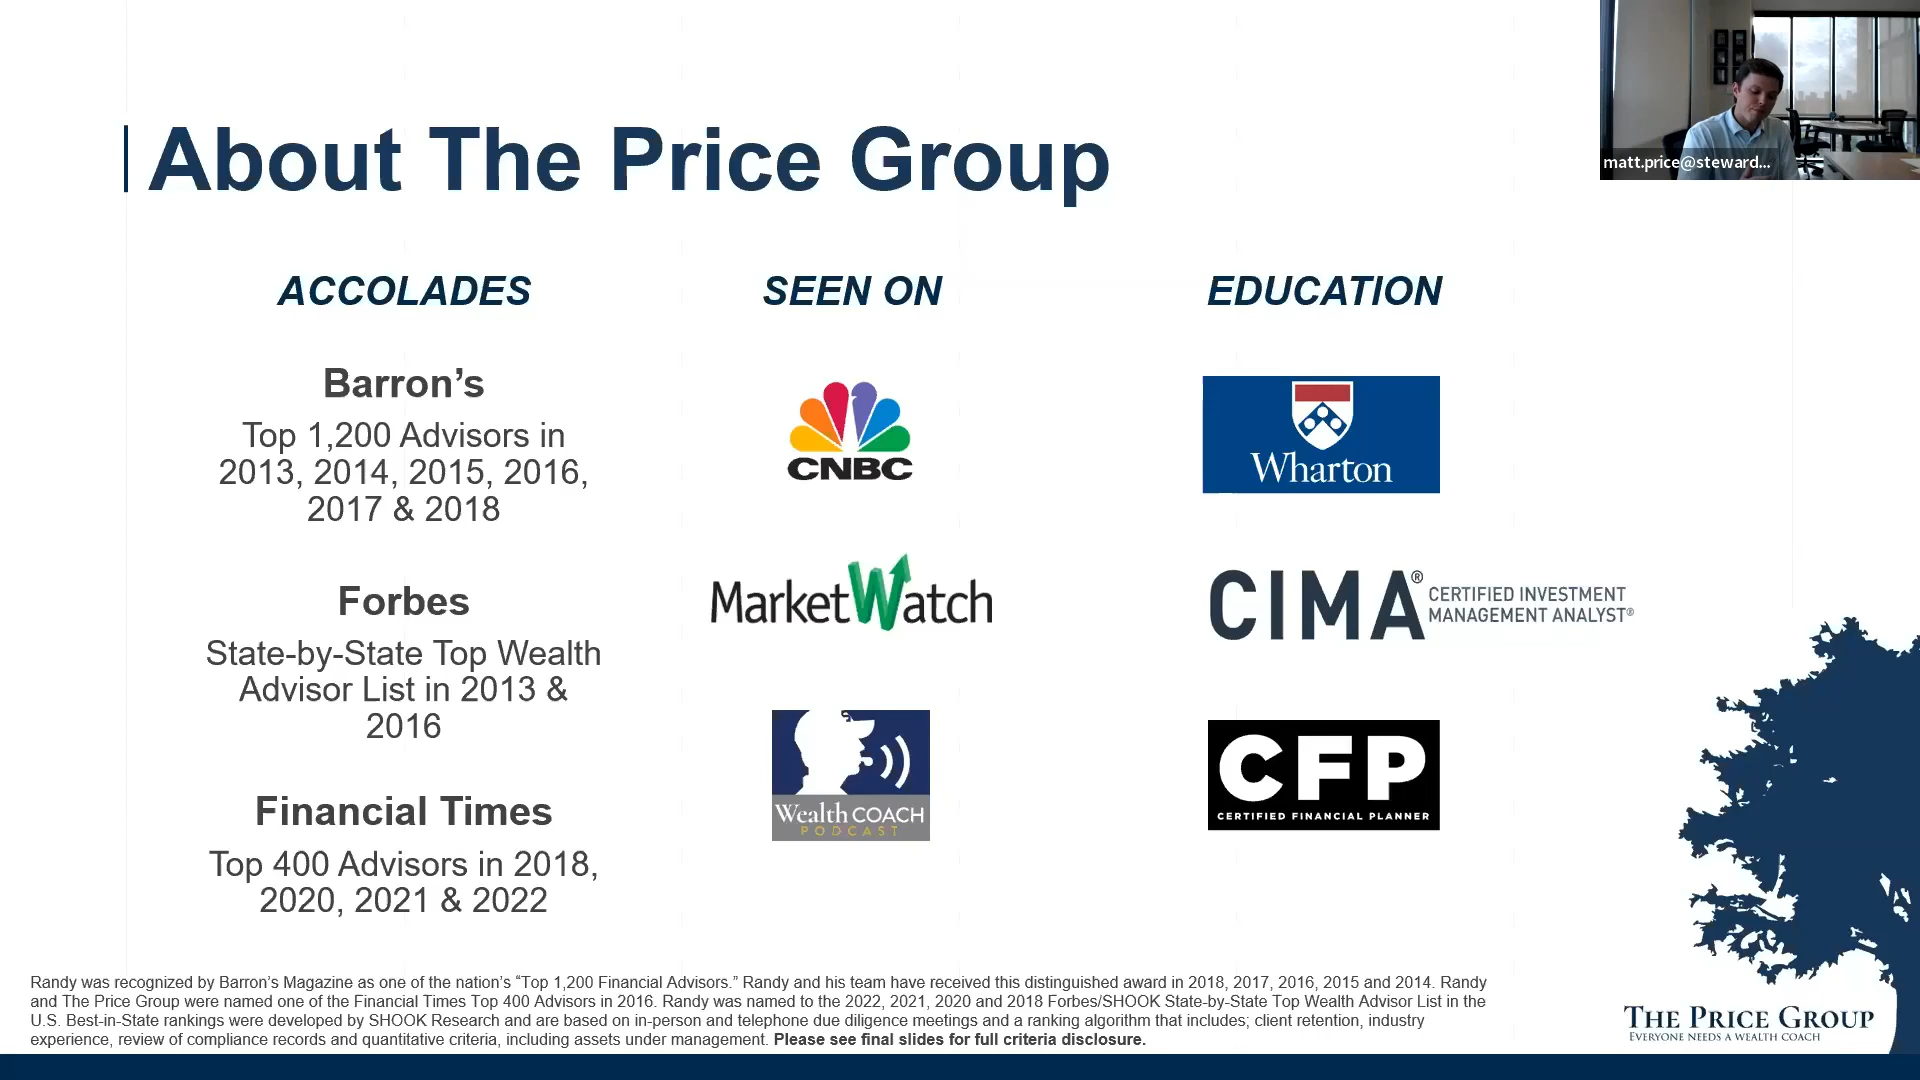 About The Price Group
matt.price@steward...
ACCOLADES
Barron’s
Top 1,200 Advisors in
2013, 2014, 2015, 2016,
2017 & 2018
Forbes
State-by-State Top Wealth
Advisor List in 2013 &
2016
Financial Times
Top 400 Advisors in 2018,
2020, 2021 & 2022
SEEN ON
CNBC
MarketWatch
Wealth COACH
PODCAST
EDUCATION
Wharton
CIMA®
CERTIFIED INVESTMENT
MANAGEMENT ANALYST®
CFP
CERTIFIED FINANCIAL PLANNER
Randy was recognized by Barron’s Magazine as one of the nation’s “Top 1,200 Financial Advisors.” Randy and his team have received this distinguished award in 2018, 2017, 2016, 2015 and 2014. Randy
and The Price Group were named one of the Financial Times Top 400 Advisors in 2016. Randy was named to the 2022, 2021, 2020 and 2018 Forbes/SHOOK State-by-State Top Wealth Advisor List in the
U.S. Best-in-State rankings were developed by SHOOK Research and are based on in-person and telephone due diligence meetings and a ranking algorithm that includes; client retention, industry
experience, review of compliance records and quantitative criteria, including assets under management. Please see final slides for full criteria disclosure.
THE PRICE GROUP
EVERYONE NEEDS A WEALTH COACH